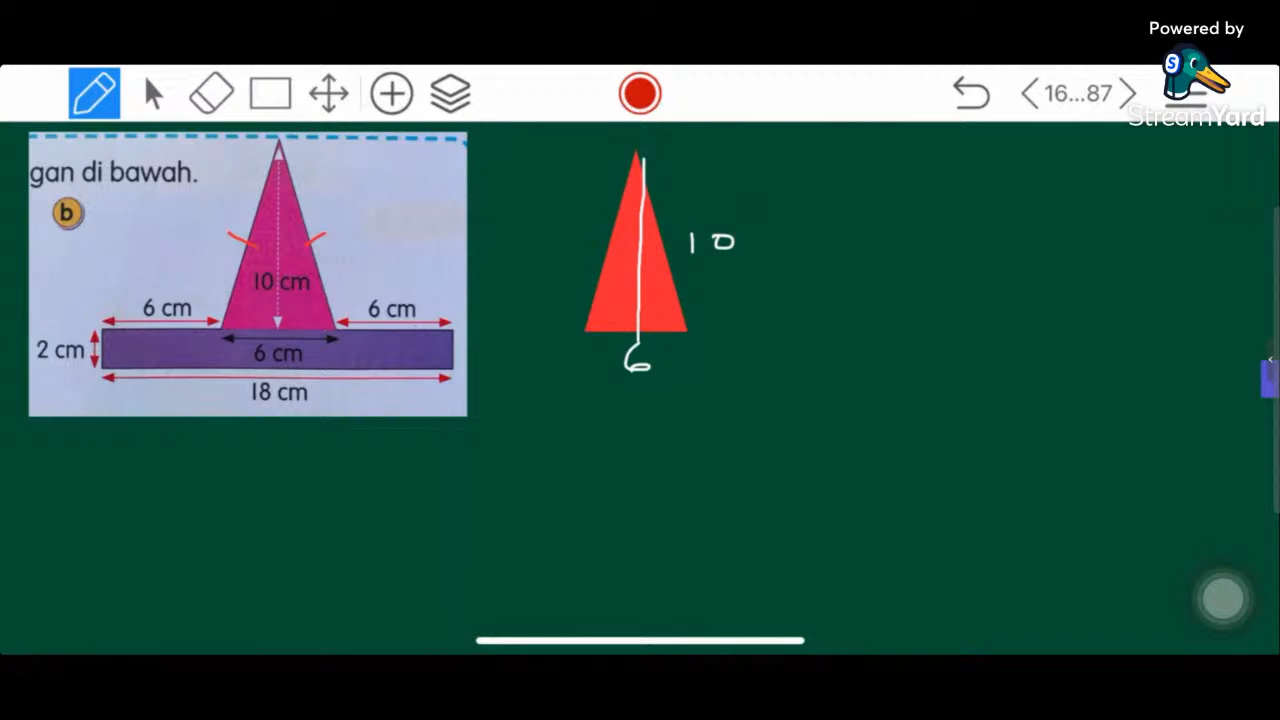 Powered by
16...87
StreamYard
gan di bawah.
b
10 cm
6 cm
6 cm
2 cm
6 cm
18 cm
10
6